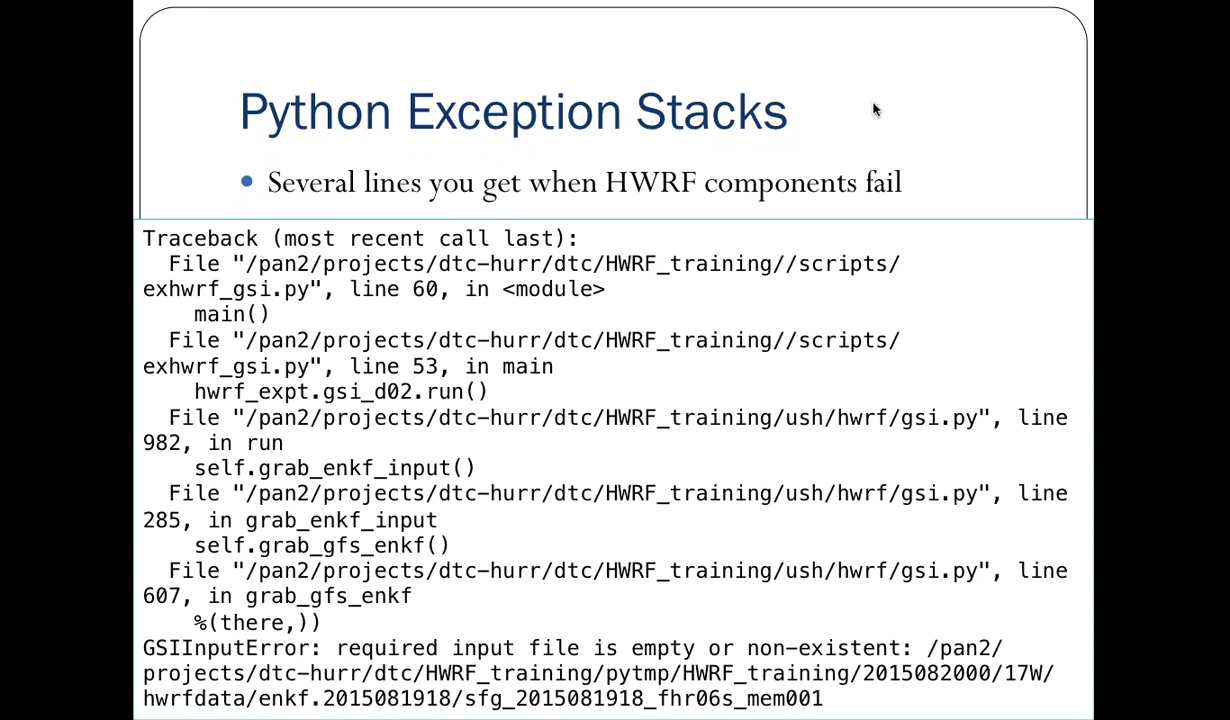 Python Exception Stacks
• Several lines you get when HWRF components fail
Traceback (most recent call last):
  File "/pan2/projects/dtc-hurr/dtc/HWRF_training//scripts/
exhwrf_gsi.py", line 60, in <module>
    main()
  File "/pan2/projects/dtc-hurr/dtc/HWRF_training//scripts/
exhwrf_gsi.py", line 53, in main
    hwrf_expt.gsi_d02.run()
  File "/pan2/projects/dtc-hurr/dtc/HWRF_training/ush/hwrf/gsi.py", line
982, in run
    self.grab_enkf_input()
  File "/pan2/projects/dtc-hurr/dtc/HWRF_training/ush/hwrf/gsi.py", line
285, in grab_enkf_input
    self.grab_gfs_enkf()
  File "/pan2/projects/dtc-hurr/dtc/HWRF_training/ush/hwrf/gsi.py", line
607, in grab_gfs_enkf
    %(there,))
GSIInputError: required input file is empty or non-existent: /pan2/
projects/dtc-hurr/dtc/HWRF_training/pytmp/HWRF_training/2015082000/17W/
hwrfdata/enkf.2015081918/sfg_2015081918_fhr06s_mem001